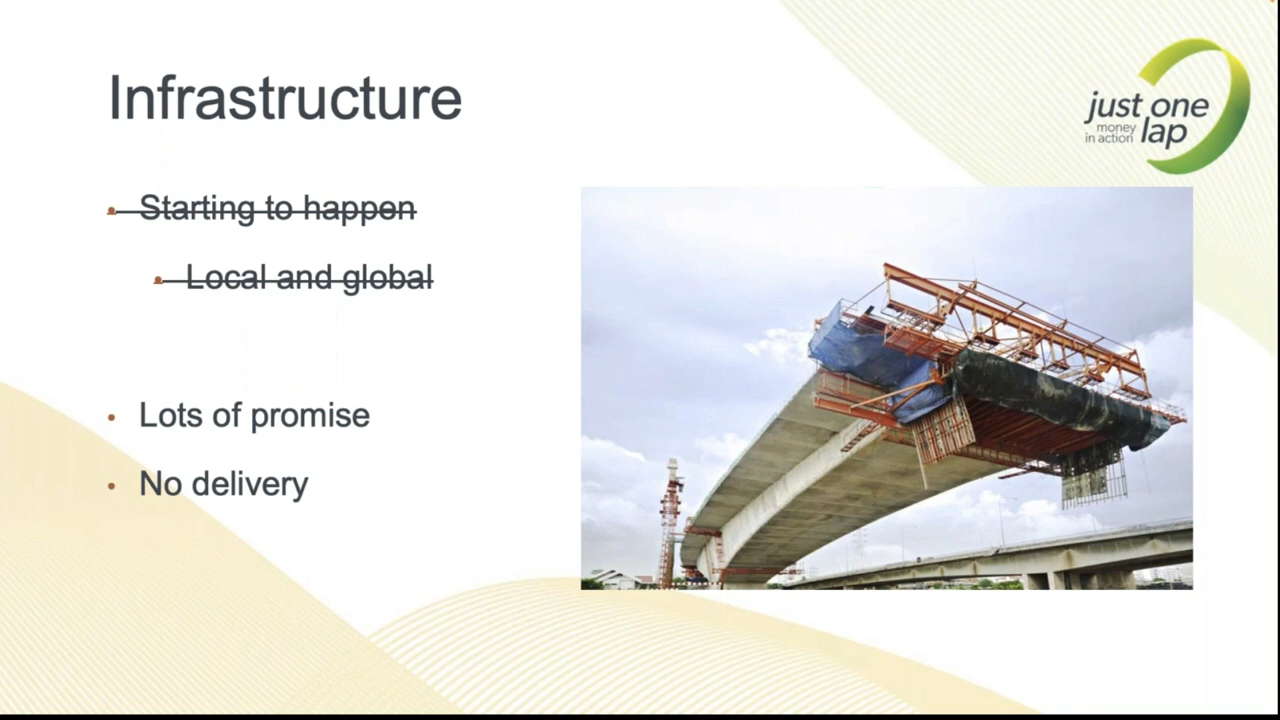 Infrastructure
just one
money
in action
lap
• Starting to happen
• Local and global
• Lots of promise
• No delivery